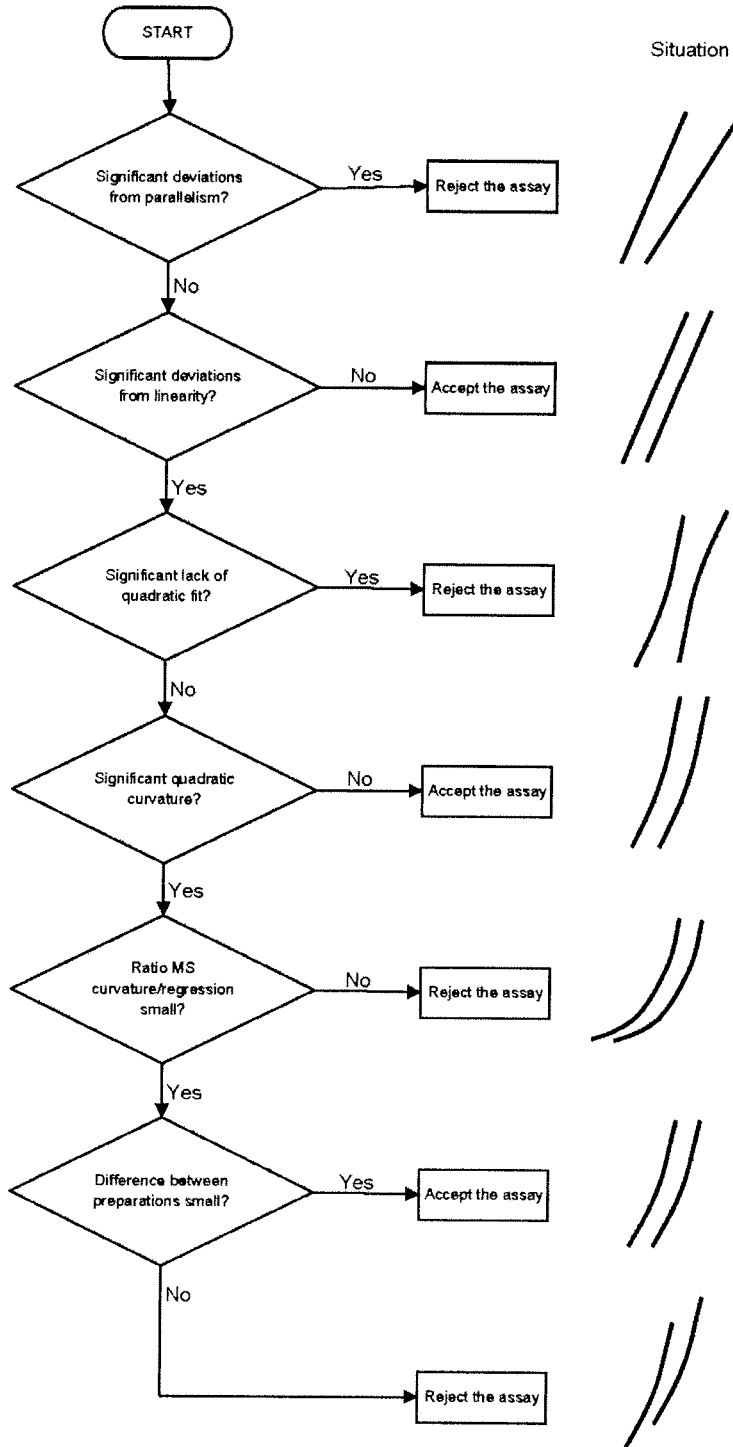 START
Situation
Significant deviations
from parallelism?
Yes
Reject the assay
No
Significant deviations
from linearity?
No
Accept the assay
Yes
Significant lack of
quadratic fit?
Yes
Reject the assay
No
Significant quadratic
curvature?
No
Accept the assay
Yes
Ratio MS
curvature/regression
small?
No
Reject the assay
Yes
Difference between
preparations small?
Yes
Accept the assay
No
Reject the assay